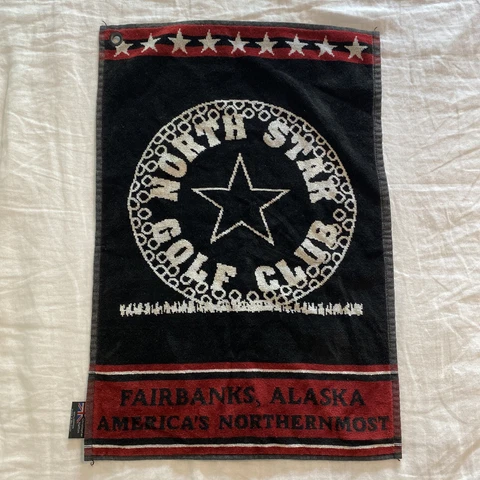 NORTH STAR
GOLF CLUB
FAIRBANKS, ALASKA
AMERICA'S NORTHERNMOST